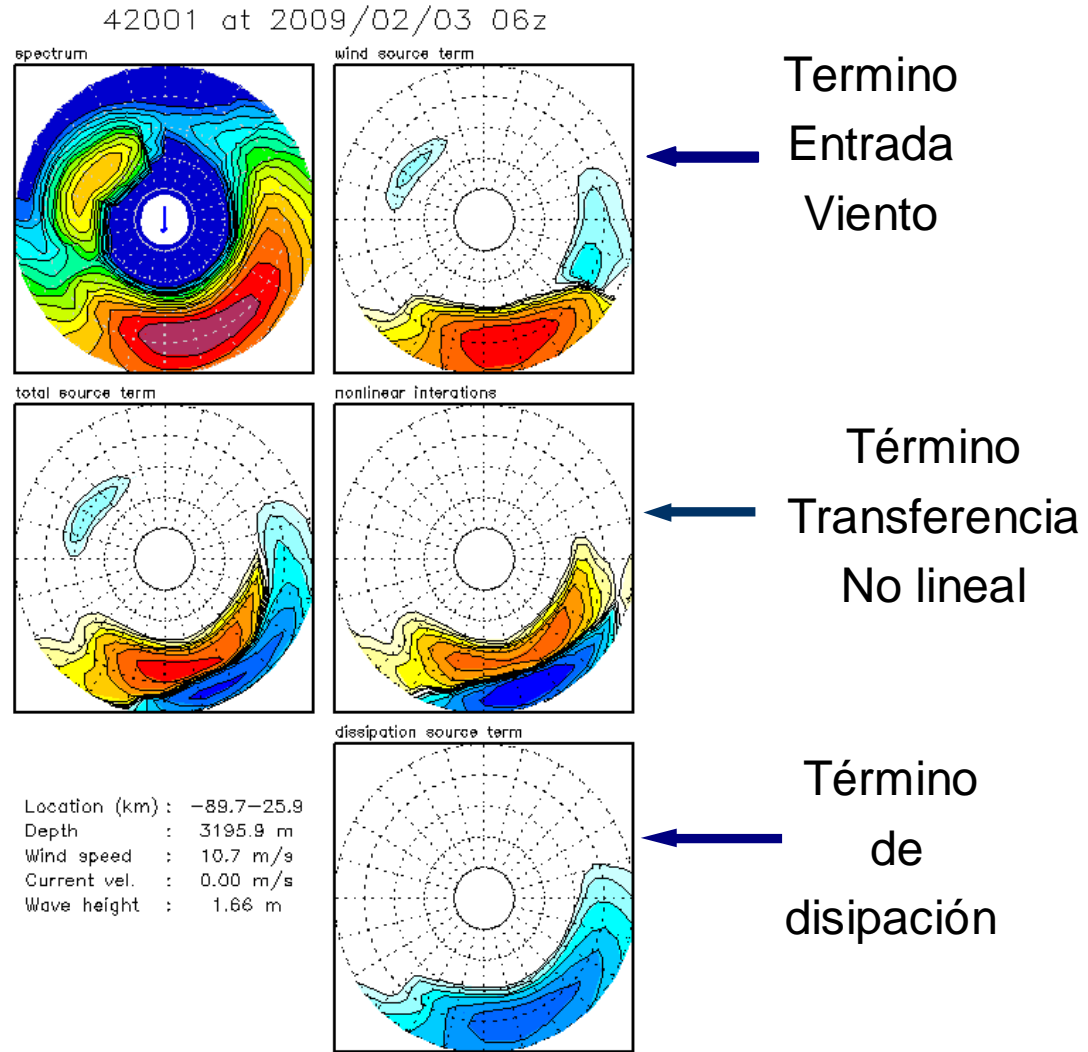 42001 at 2009/02/03 06z
spectrum
wind source term
Termino
Entrada
Viento
total source term
nonlinear interations
Término
Transferencia
No lineal
dissipation source term
Término
de
disipación
Location (km) : -89.7-25.9
Depth : 3195.9 m
Wind speed : 10.7 m/s
Current vel. : 0.00 m/s
Wave height : 1.66 m